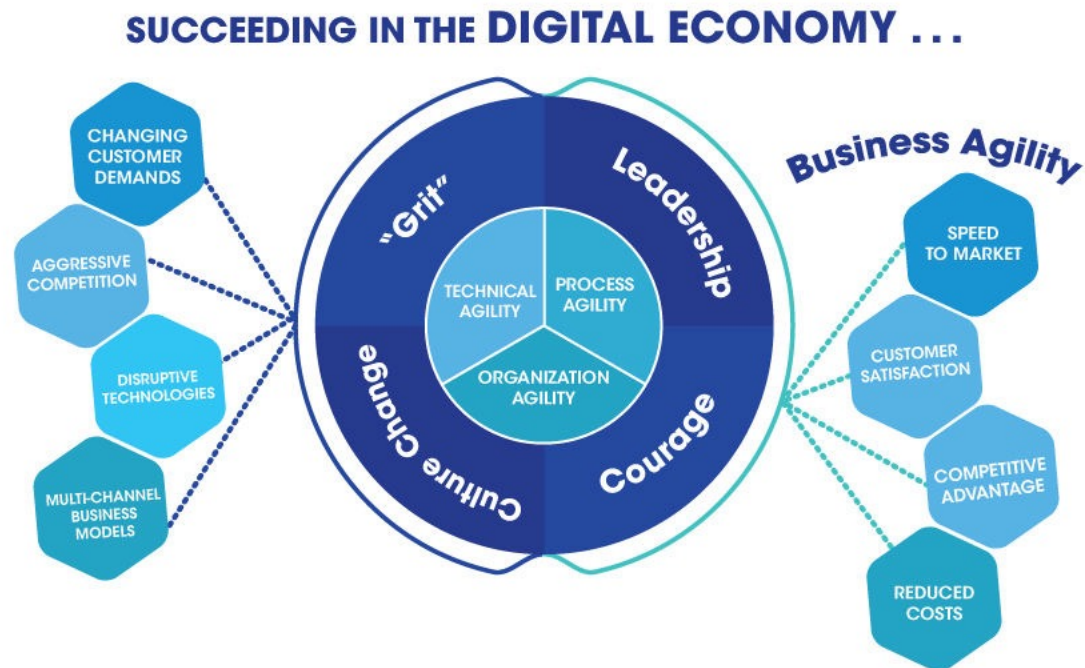 SUCCEEDING IN THE DIGITAL ECONOMY ...
CHANGING
CUSTOMER
DEMANDS
AGGRESSIVE
COMPETITION
DISRUPTIVE
TECHNOLOGIES
MULTI-CHANNEL
BUSINESS
MODELS
"Grit"
Leadership
Culture Change
Courage
TECHNICAL
AGILITY
PROCESS
AGILITY
ORGANIZATION
AGILITY
Business Agility
SPEED
TO MARKET
CUSTOMER
SATISFACTION
COMPETITIVE
ADVANTAGE
REDUCED
COSTS